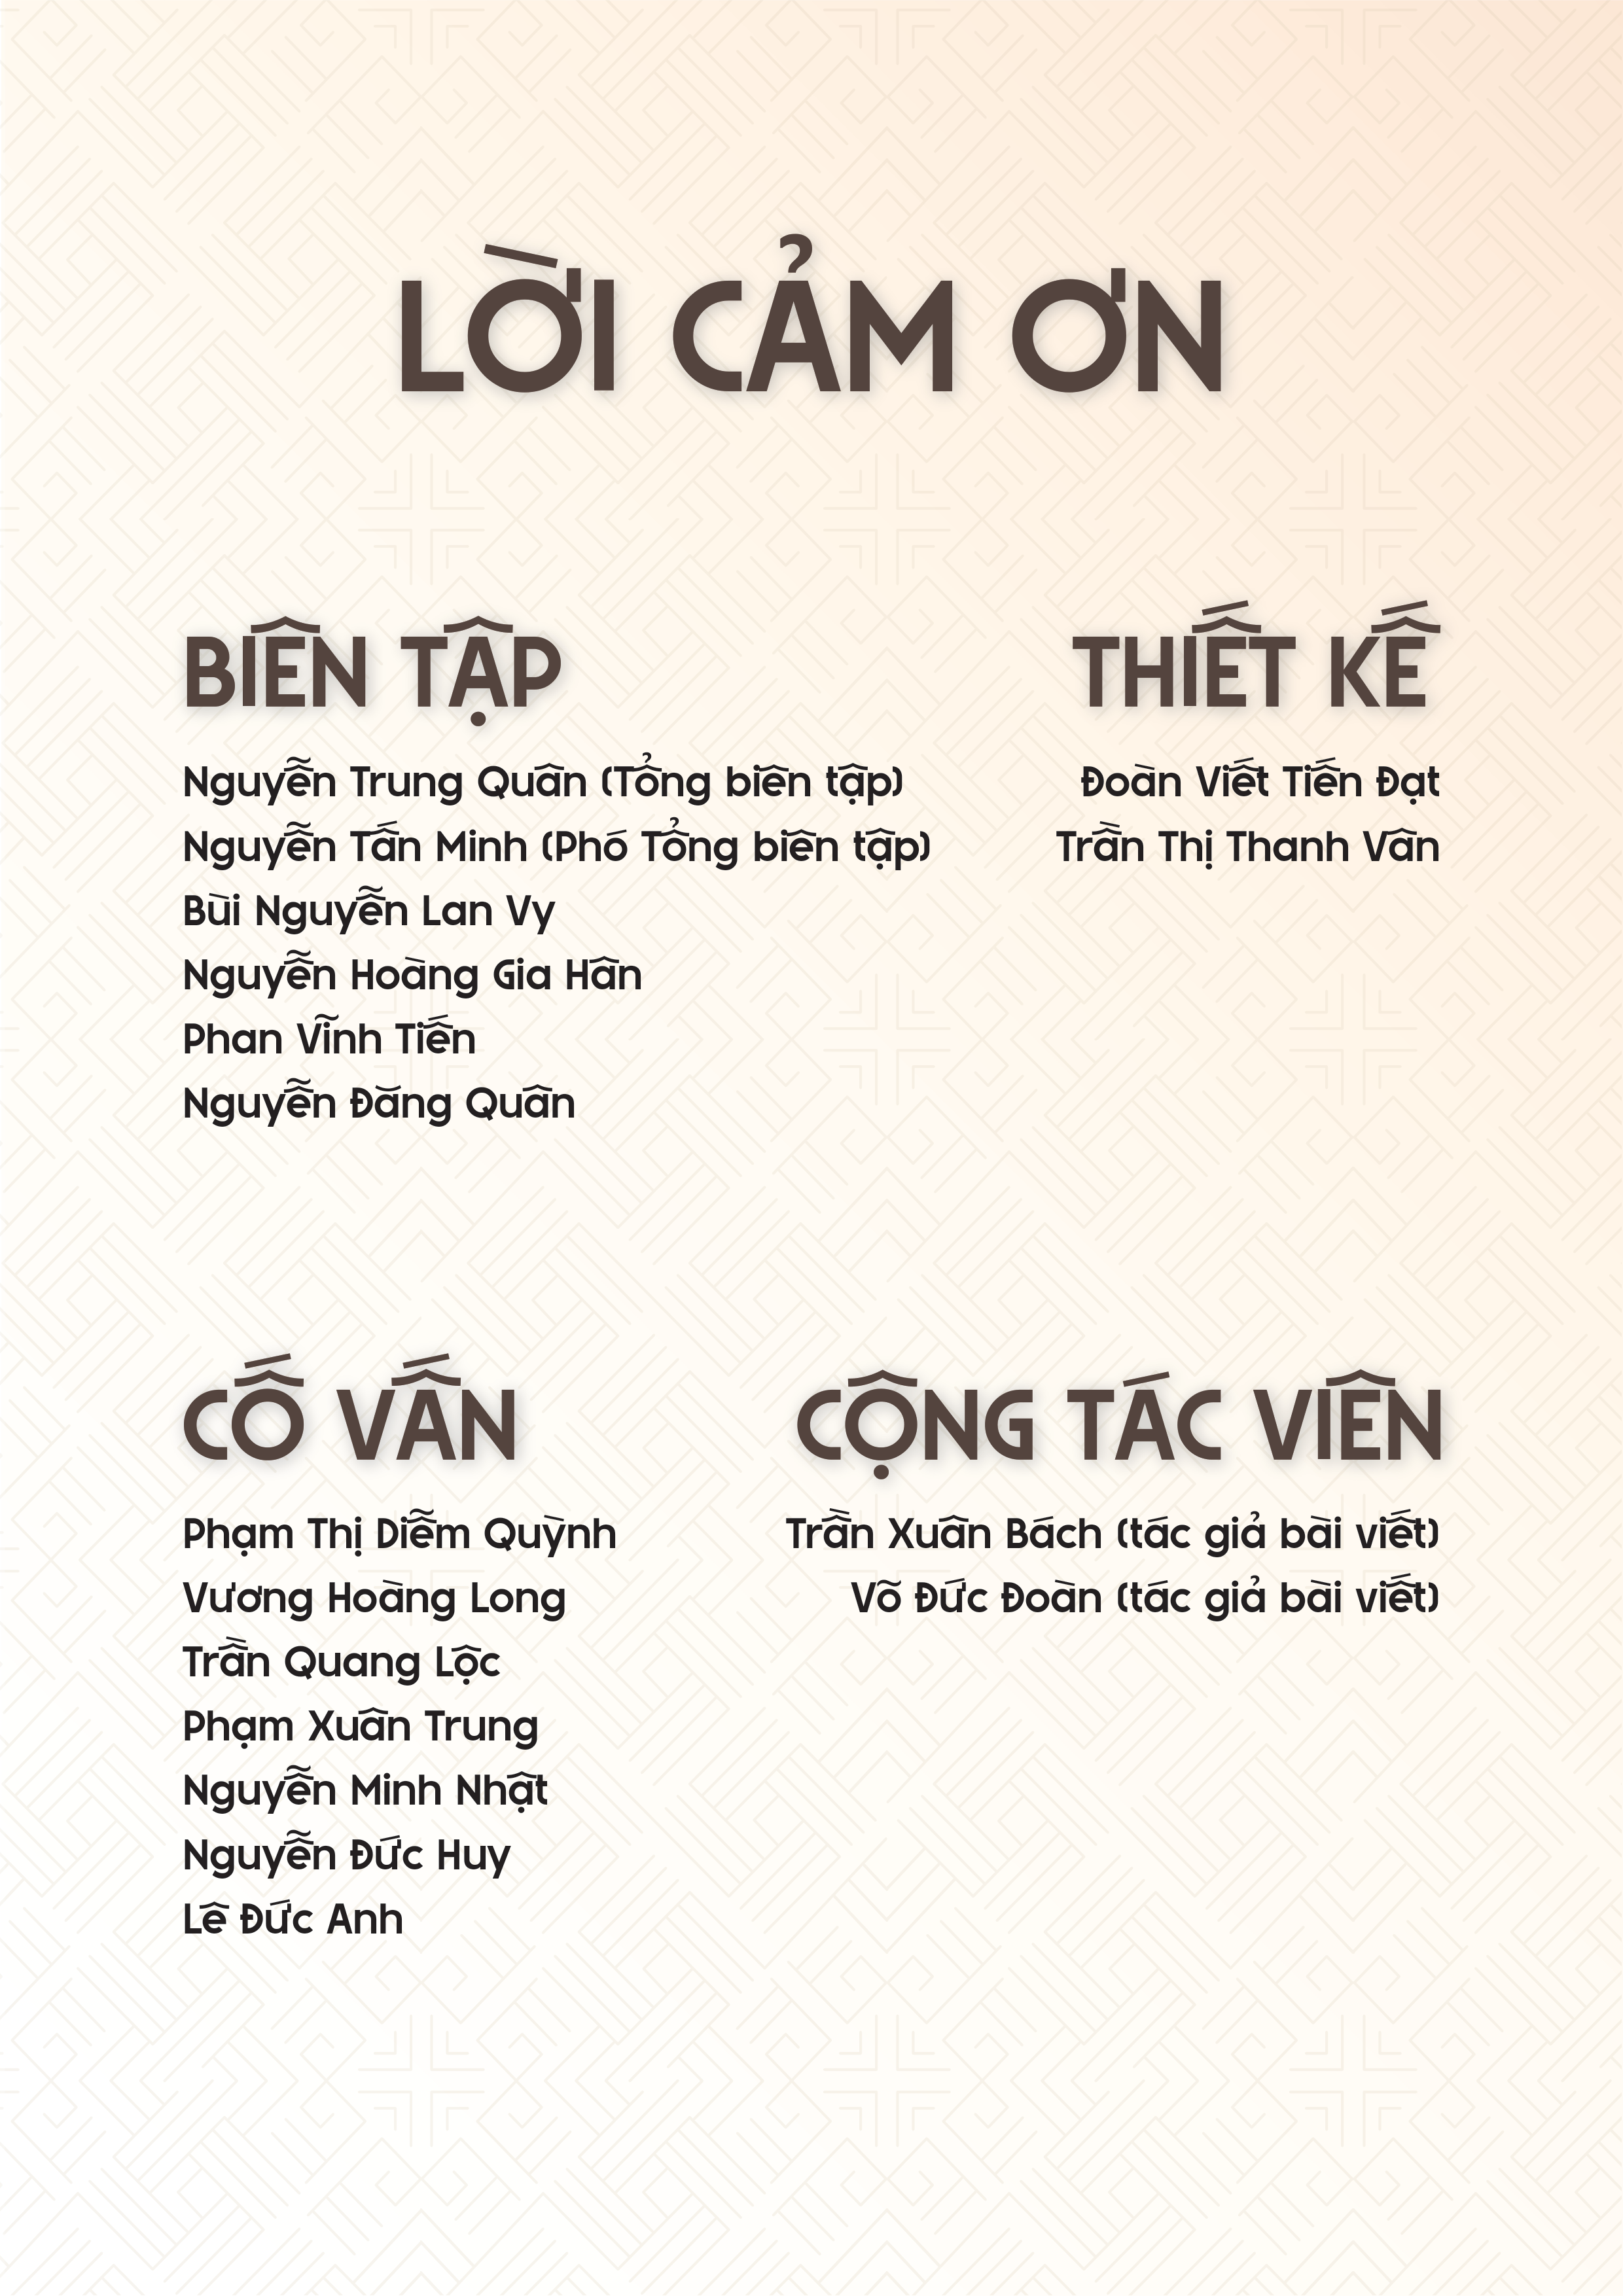 LỜI CẢM ƠN
BIÊN TẬP
Nguyễn Trung Quân (Tổng biên tập)
Nguyễn Tấn Minh (Phó Tổng biên tập)
Bùi Nguyễn Lan Vy
Nguyễn Hoàng Gia Hân
Phan Vĩnh Tiến
Nguyễn Đăng Quân
THIẾT KẾ
Đoàn Viết Tiến Đạt
Trần Thị Thanh Vân
CỐ VẤN
Phạm Thị Diễm Quỳnh
Vương Hoàng Long
Trần Quang Lộc
Phạm Xuân Trung
Nguyễn Minh Nhật
Nguyễn Đức Huy
Lê Đức Anh
CỘNG TÁC VIÊN
Trần Xuân Bách (tác giả bài viết)
Võ Đức Đoàn (tác giả bài viết)